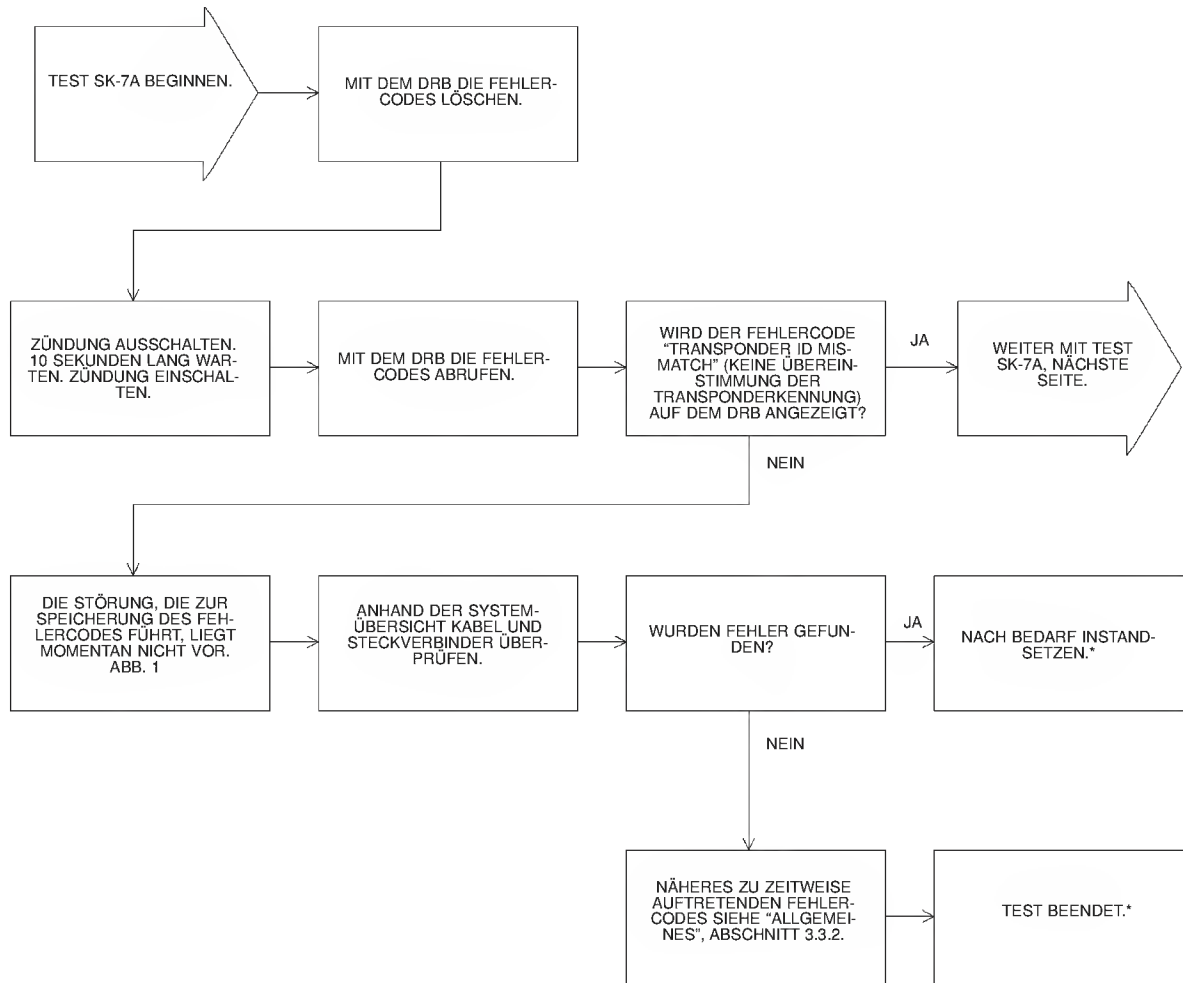 TEST SK-7A BEGINNEN.
MIT DEM DRB DIE FEHLER-
CODES LÖSCHEN.
ZÜNDUNG AUSSCHALTEN.
10 SEKUNDEN LANG WAR-
TEN. ZÜNDUNG EINSCHAL-
TEN.
MIT DEM DRB DIE FEHLER-
CODES ABRUFEN.
WIRD DER FEHLERCODE
“TRANSPONDER ID MIS-
MATCH” (KEINE ÜBEREIN-
STIMMUNG DER
TRANSPONDERKENNUNG)
AUF DEM DRB ANGEZEIGT?
JA
WEITER MIT TEST
SK-7A, NÄCHSTE
SEITE.
NEIN
DIE STÖRUNG, DIE ZUR
SPEICHERUNG DES FEH-
LERCODES FÜHRT, LIEGT
MOMENTAN NICHT VOR.
ABB. 1
ANHAND DER SYSTEM-
ÜBERSICHT KABEL UND
STECKVERBINDER ÜBER-
PRÜFEN.
WURDEN FEHLER GEFUN-
DEN?
JA
NACH BEDARF INSTAND-
SETZEN.*
NEIN
NÄHERES ZU ZEITWEISE
AUFTRETENDEN FEHLER-
CODES SIEHE “ALLGEMEI-
NES”, ABSCHNITT 3.3.2.
TEST BEENDET.*